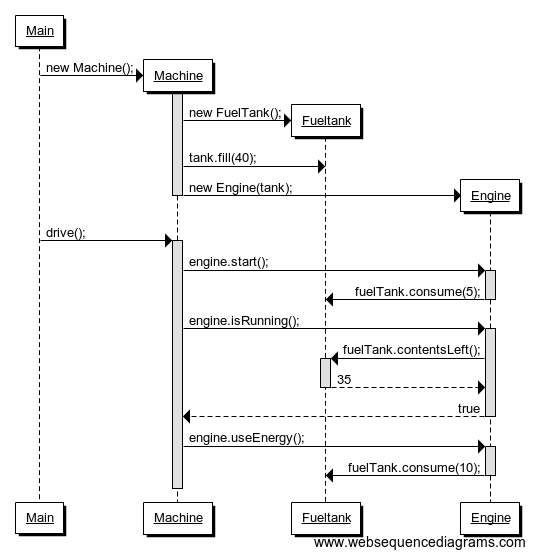 Main
new Machine();
Machine
new FuelTank();
Fueltank
tank.fill(40);
new Engine(tank);
Engine
drive();
engine.start();
fuelTank.consume(5);
engine.isRunning();
fuelTank.contentsLeft();
35
true
engine.useEnergy();
fuelTank.consume(10);
Main
Machine
Fueltank
Engine
www.websequencediagrams.com